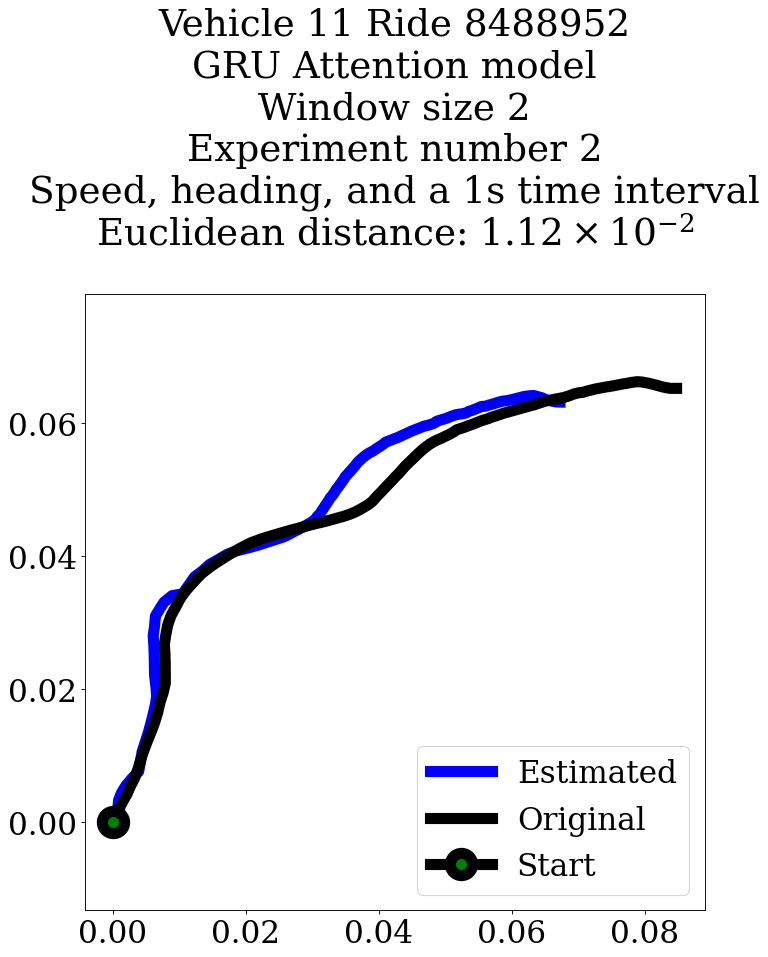 Vehicle 11 Ride 8488952
GRU Attention model
Window size 2
Experiment number 2
Speed, heading, and a 1s time interval
Euclidean distance: 1.12 × 10⁻²
0.06
0.04
0.02
0.00
Estimated
Original
Start
0.00 0.02 0.04 0.06 0.08